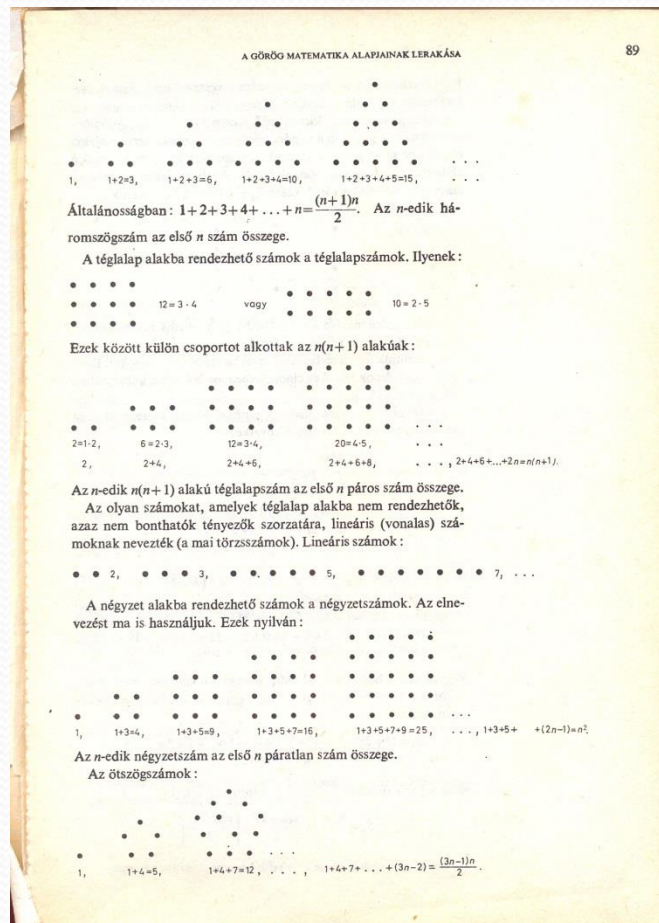 A GÖRÖG MATEMATIKA ALAPJAINAK LERAKÁSA 89
1, 1+2=3, 1+2+3=6, 1+2+3+4=10, 1+2+3+4+5=15, . . .
Általánosságban: 1+2+3+4+ ... +n=(n+1)n/2. Az n-edik há-
romszögszám az első n szám összege.
A téglalap alakba rendezhető számok a téglalapszámok. Ilyenek:
12=3·4 vagy 10=2·5
Ezek között külön csoportot alkottak az n(n+1) alakúak:
2=1·2, 6=2·3, 12=3·4, 20=4·5, . . .
2, 2+4, 2+4+6, 2+4+6+8, . . . , 2+4+6+...+2n=n(n+1).
Az n-edik n(n+1) alakú téglalapszám az első n páros szám összege.
Az olyan számokat, amelyek téglalap alakba nem rendezhetők,
azaz nem bonthatók tényezők szorzatára, lineáris (vonalas) szá-
moknak nevezték (a mai törzsszámok). Lineáris számok:
2, 3, 5, 7, ...
A négyzet alakba rendezhető számok a négyzetszámok. Az elne-
vezést ma is használjuk. Ezek nyilván:
1, 1+3=4, 1+3+5=9, 1+3+5+7=16, 1+3+5+7+9=25, . . . , 1+3+5+ +(2n−1)=n².
Az n-edik négyzetszám az első n páratlan szám összege.
Az ötszögszámok:
1, 1+4=5, 1+4+7=12, . . . , 1+4+7+ . . . +(3n−2)=(3n−1)n/2.